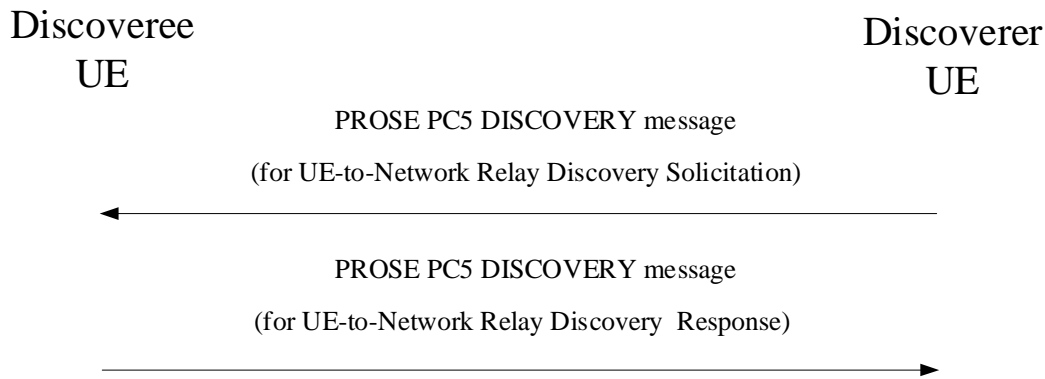 Discoveree
UE
Discoverer
UE
PROSE PC5 DISCOVERY message
(for UE-to-Network Relay Discovery Solicitation)
PROSE PC5 DISCOVERY message
(for UE-to-Network Relay Discovery Response)